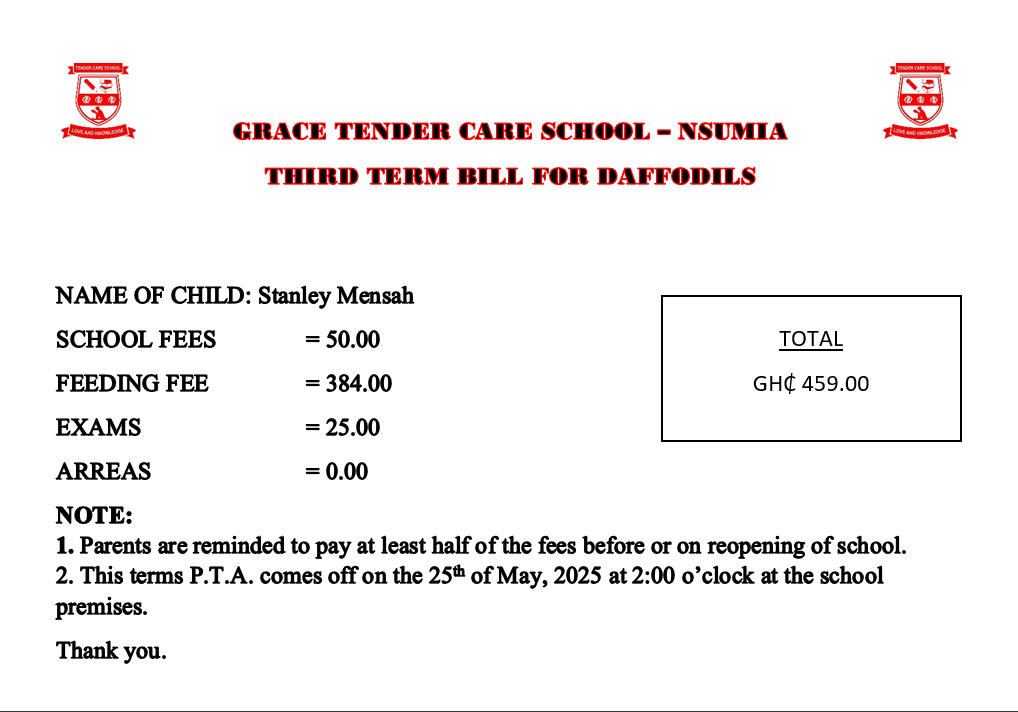 TENDER CARE SCHOOL
LOVE AND KNOWLEDGE
TENDER CARE SCHOOL
LOVE AND KNOWLEDGE
GRACE TENDER CARE SCHOOL – NSUMIA
THIRD TERM BILL FOR DAFFODILS
NAME OF CHILD: Stanley Mensah
SCHOOL FEES = 50.00
FEEDING FEE = 384.00
EXAMS = 25.00
ARREAS = 0.00
TOTAL
GH₵ 459.00
NOTE:
1. Parents are reminded to pay at least half of the fees before or on reopening of school.
2. This terms P.T.A. comes off on the 25th of May, 2025 at 2:00 o’clock at the school
premises.
Thank you.